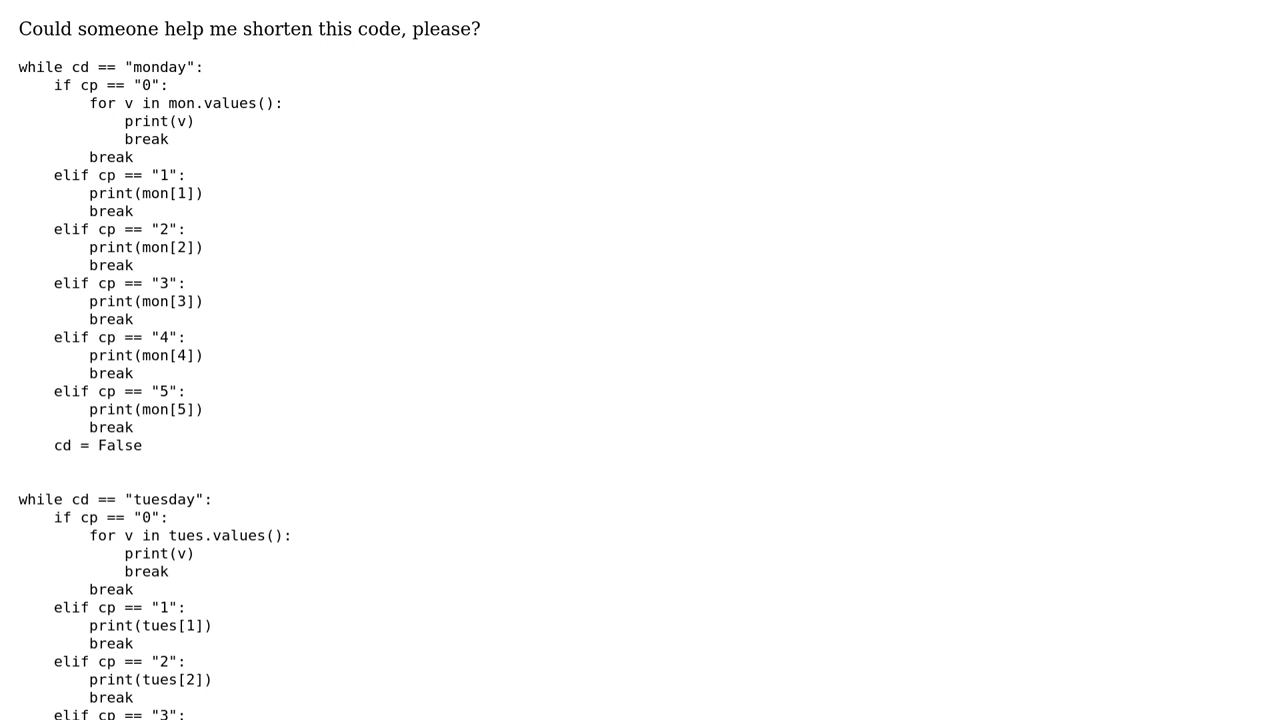 Could someone help me shorten this code, please?
while cd == "monday":
    if cp == "0":
        for v in mon.values():
            print(v)
            break
        break
    elif cp == "1":
        print(mon[1])
        break
    elif cp == "2":
        print(mon[2])
        break
    elif cp == "3":
        print(mon[3])
        break
    elif cp == "4":
        print(mon[4])
        break
    elif cp == "5":
        print(mon[5])
        break
    cd = False
while cd == "tuesday":
    if cp == "0":
        for v in tues.values():
            print(v)
            break
        break
    elif cp == "1":
        print(tues[1])
        break
    elif cp == "2":
        print(tues[2])
        break
    elif cp == "3":